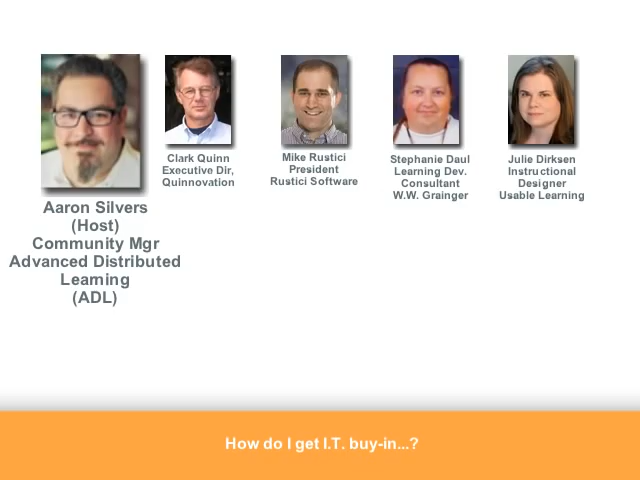 Aaron Silvers
(Host)
Community Mgr
Advanced Distributed
Learning
(ADL)
Clark Quinn
Executive Dir,
Quinnovation
Mike Rustici
President
Rustici Software
Stephanie Daul
Learning Dev.
Consultant
W.W. Grainger
Julie Dirksen
Instructional
Designer
Usable Learning
How do I get I.T. buy-in...?